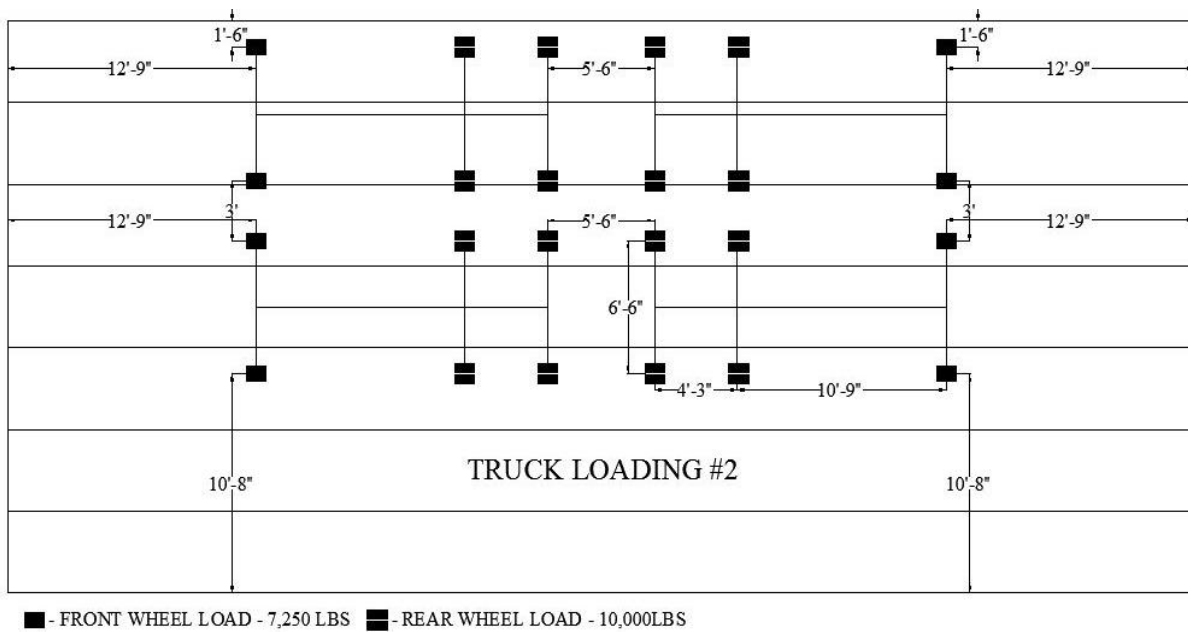 1'-6" 1'-6"
12'-9" 5'-6" 12'-9"
3' 3'
12'-9" 5'-6" 12'-9"
6'-6"
4'-3" 10'-9"
TRUCK LOADING #2
10'-8" 10'-8"
- FRONT WHEEL LOAD - 7,250 LBS - REAR WHEEL LOAD - 10,000LBS